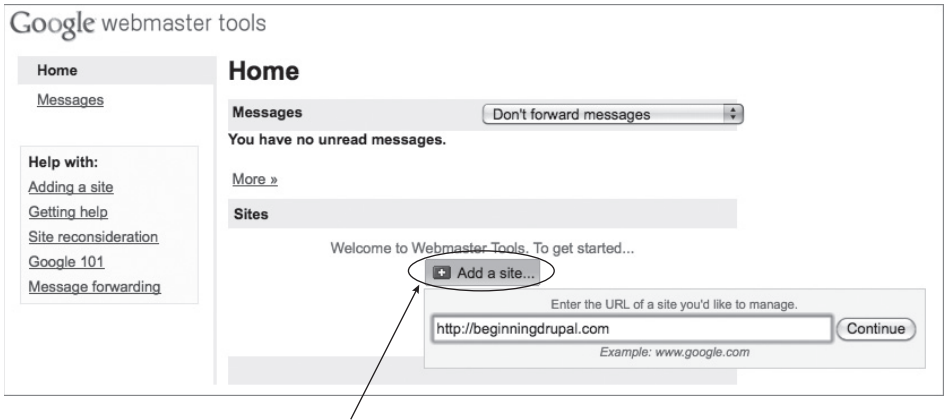 Google webmaster tools
Home
Messages
Help with:
Adding a site
Getting help
Site reconsideration
Google 101
Message forwarding
Home
Messages
Don't forward messages
You have no unread messages.
More »
Sites
Welcome to Webmaster Tools. To get started...
Add a site...
Enter the URL of a site you'd like to manage.
http://beginningdrupal.com
Continue
Example: www.google.com